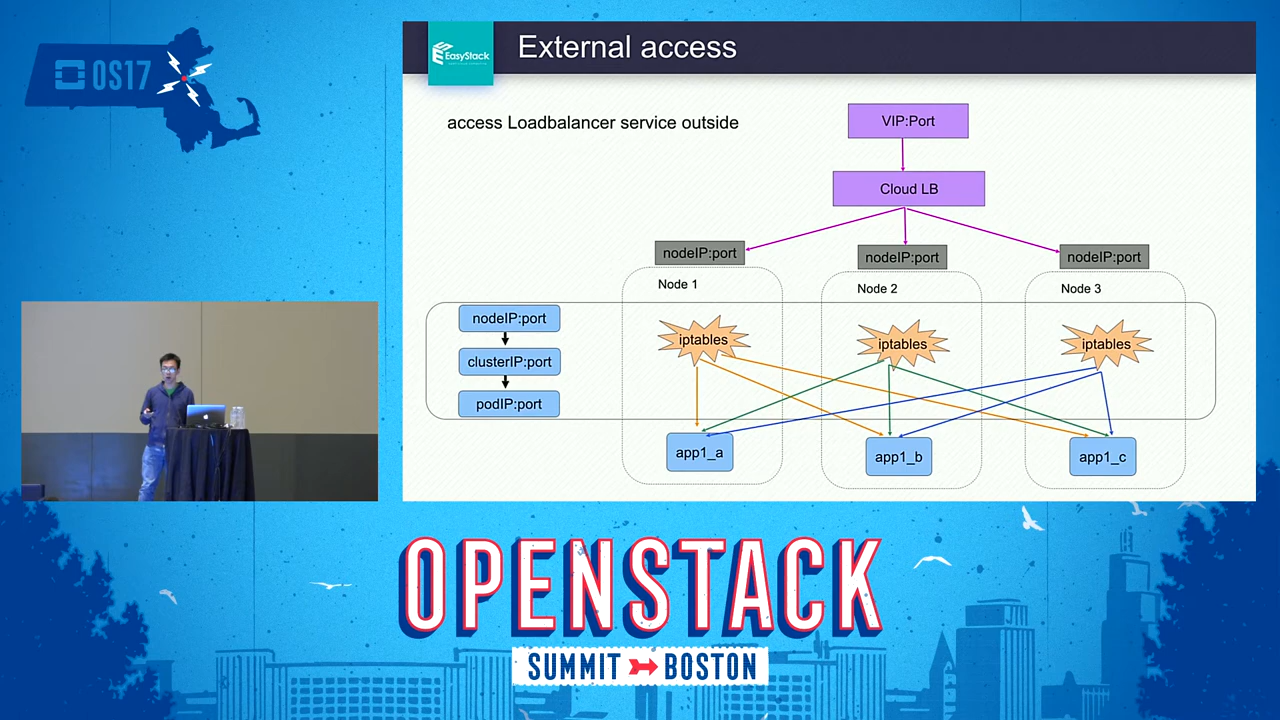 OS17
EasyStack
External access
access Loadbalancer service outside
VIP:Port
Cloud LB
nodeIP:port
nodeIP:port
nodeIP:port
Node 1
Node 2
Node 3
nodeIP:port
clusterIP:port
podIP:port
iptables
iptables
iptables
app1_a
app1_b
app1_c
OPENSTACK
SUMMIT BOSTON